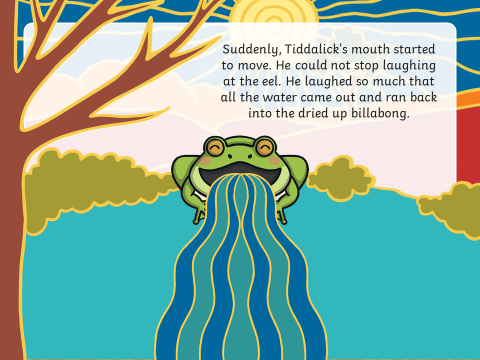 Suddenly, Tiddalick's mouth started
to move. He could not stop laughing
at the eel. He laughed so much that
all the water came out and ran back
into the dried up billabong.